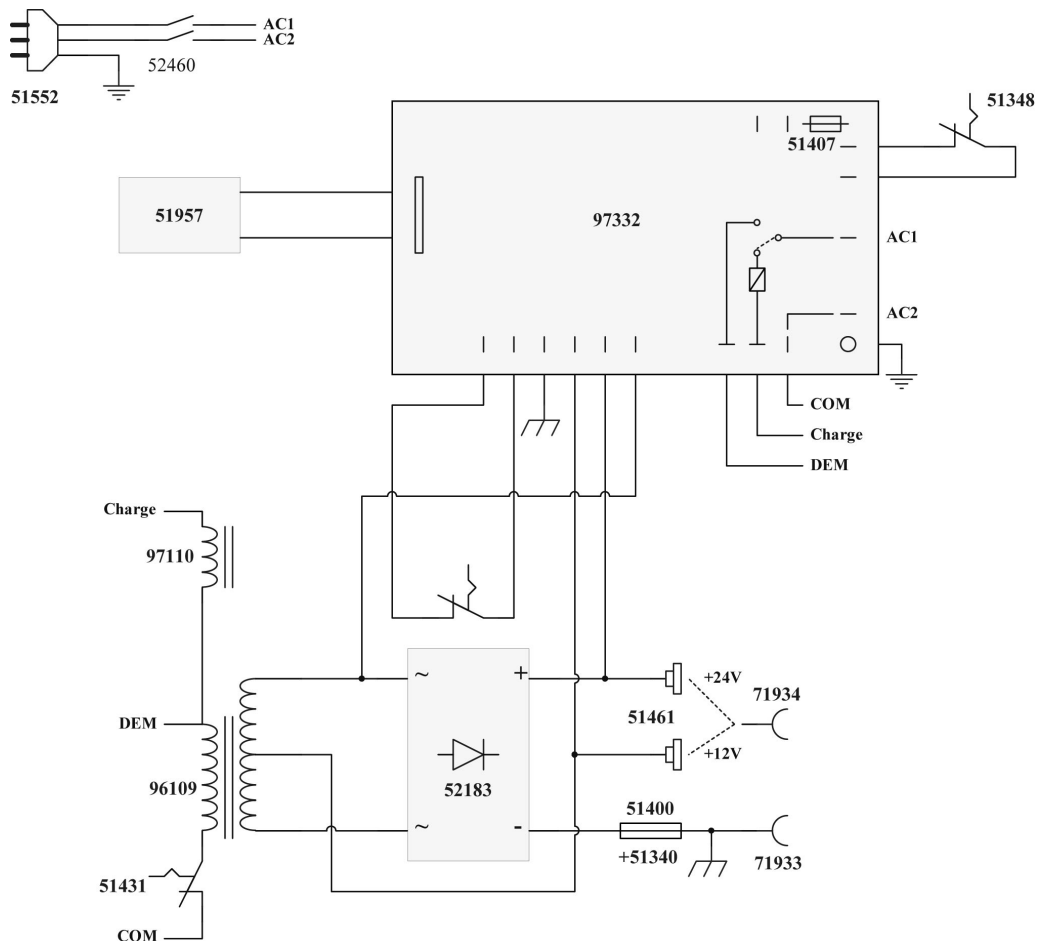 AC1
AC2
52460
51552
51348
51407
51957
97332
AC1
AC2
COM
Charge
DEM
Charge
97110
~
+
+24V
71934
51461
DEM
+12V
96109
52183
51400
~
-
+51340
71933
51431
COM